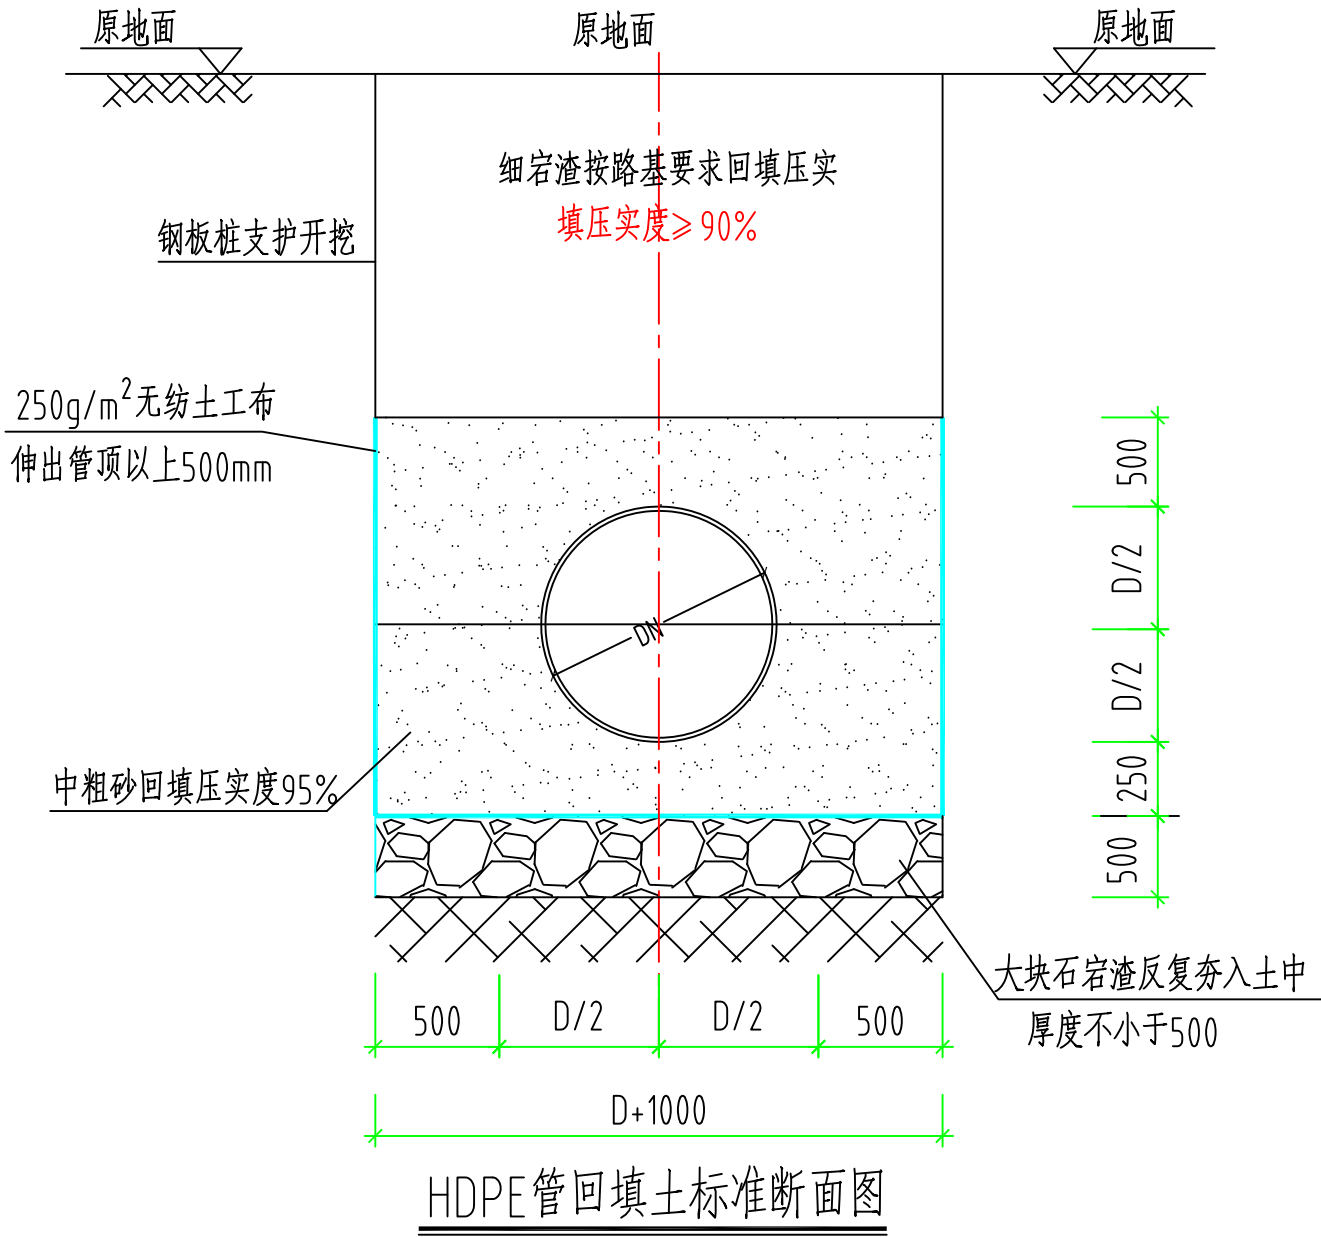 原地面
原地面
原地面
细岩渣按路基要求回填压实
填压实度≥90%
钢板桩支护开挖
250g/m²无纺土工布
伸出管顶以上500mm
500
D/2
DN
D/2
中粗砂回填压实度95%
250
500
大块石岩渣反复夯入土中
厚度不小于500
500
D/2
D/2
500
D+1000
HDPE管回填土标准断面图